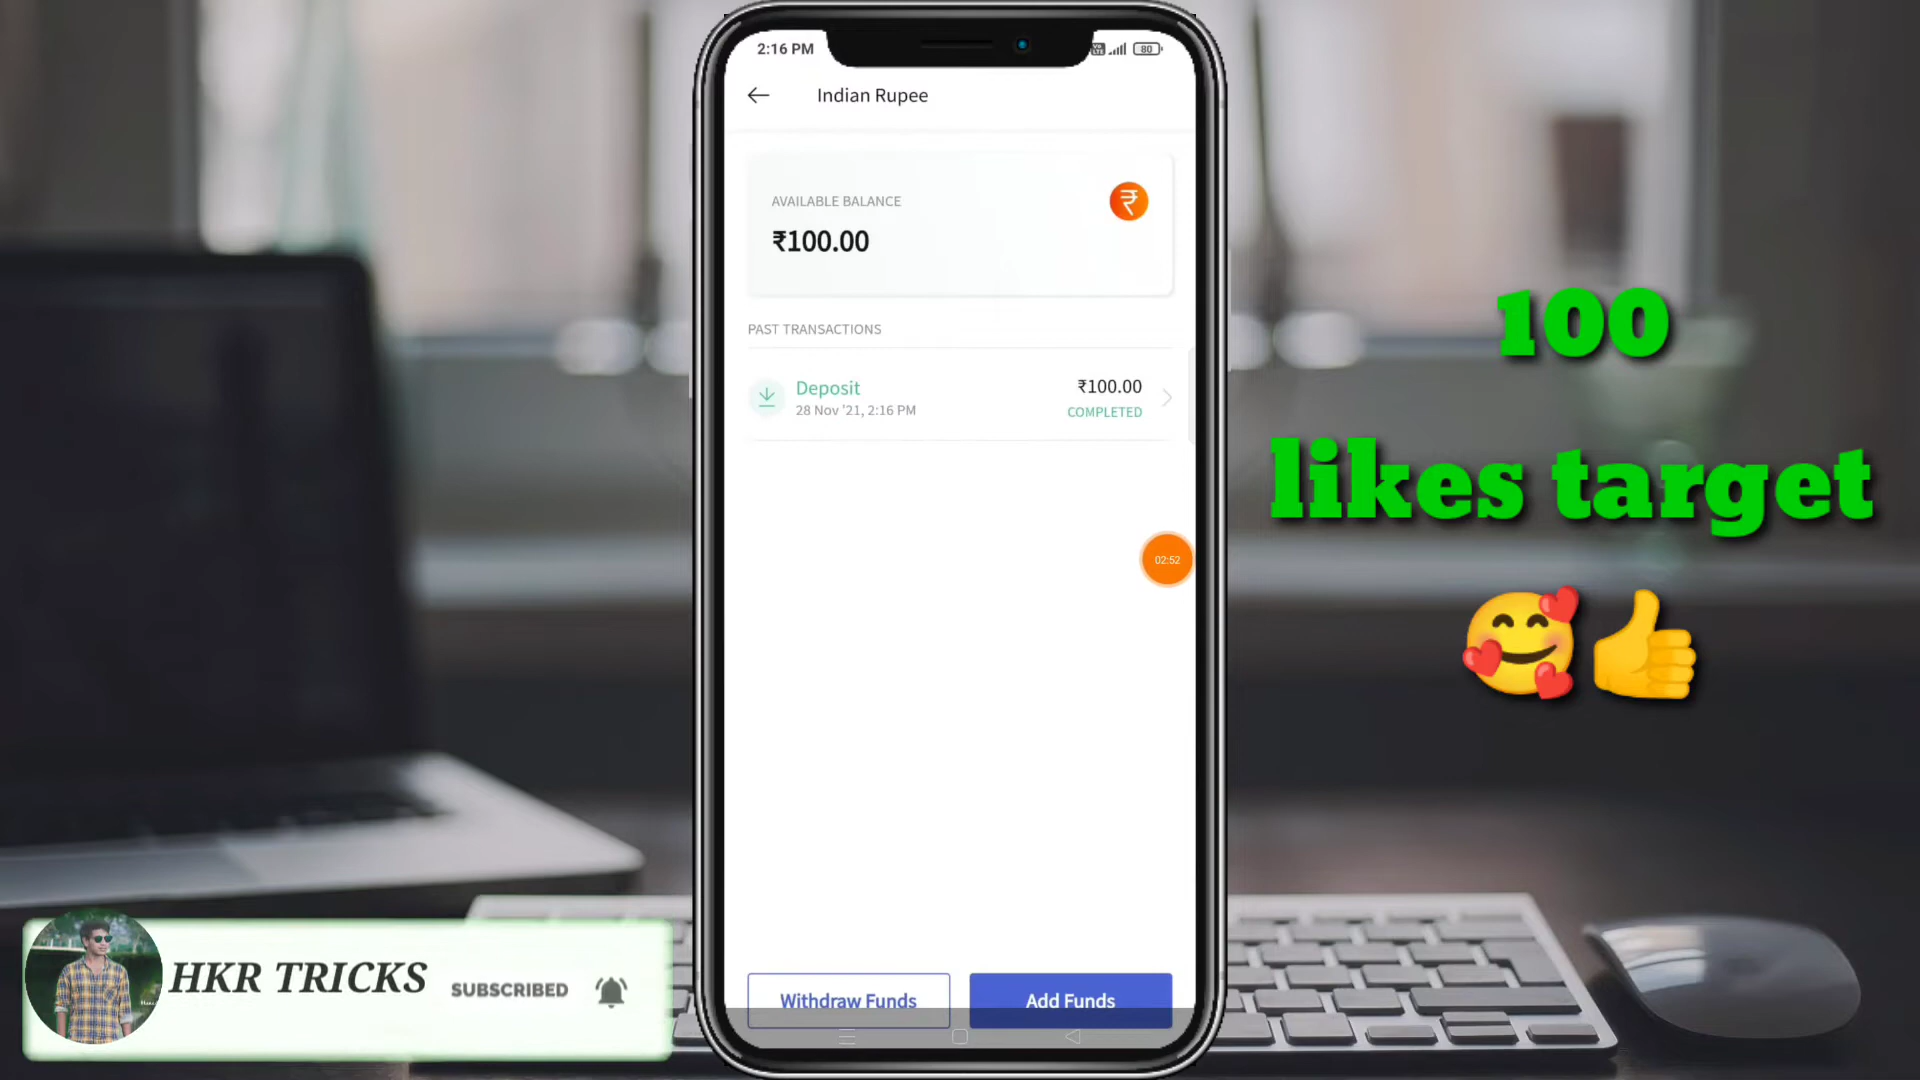 2:16 PM
80
Indian Rupee
AVAILABLE BALANCE
₹100.00
PAST TRANSACTIONS
Deposit
₹100.00
28 Nov '21, 2:16 PM
COMPLETED
02:52
Withdraw Funds
Add Funds
100
likes target
HKR TRICKS
SUBSCRIBED